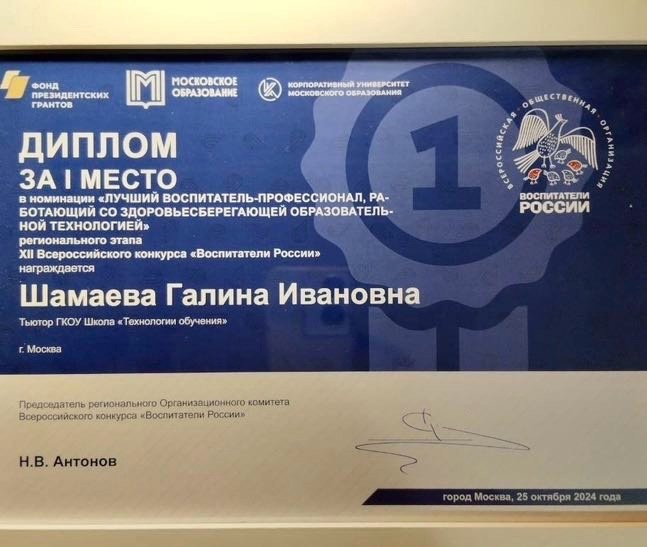 ФОНД
ПРЕЗИДЕНТСКИХ
ГРАНТОВ
МОСКОВСКОЕ
ОБРАЗОВАНИЕ
КОРПОРАТИВНЫЙ УНИВЕРСИТЕТ
МОСКОВСКОГО ОБРАЗОВАНИЯ
ВСЕРОССИЙСКАЯ • ОБЩЕСТВЕННАЯ • ОРГАНИЗАЦИЯ
ВОСПИТАТЕЛИ
РОССИИ
1
ДИПЛОМ
ЗА I МЕСТО
в номинации «ЛУЧШИЙ ВОСПИТАТЕЛЬ-ПРОФЕССИОНАЛ, РА-
БОТАЮЩИЙ СО ЗДОРОВЬЕСБЕРЕГАЮЩЕЙ ОБРАЗОВАТЕЛЬ-
НОЙ ТЕХНОЛОГИЕЙ»
регионального этапа
XII Всероссийского конкурса «Воспитатели России»
награждается
Шамаева Галина Ивановна
Тьютор ГКОУ Школа «Технологии обучения»
г. Москва
Председатель регионального Организационного комитета
Всероссийского конкурса «Воспитатели России»
Н.В. Антонов
город Москва, 25 октября 2024 года